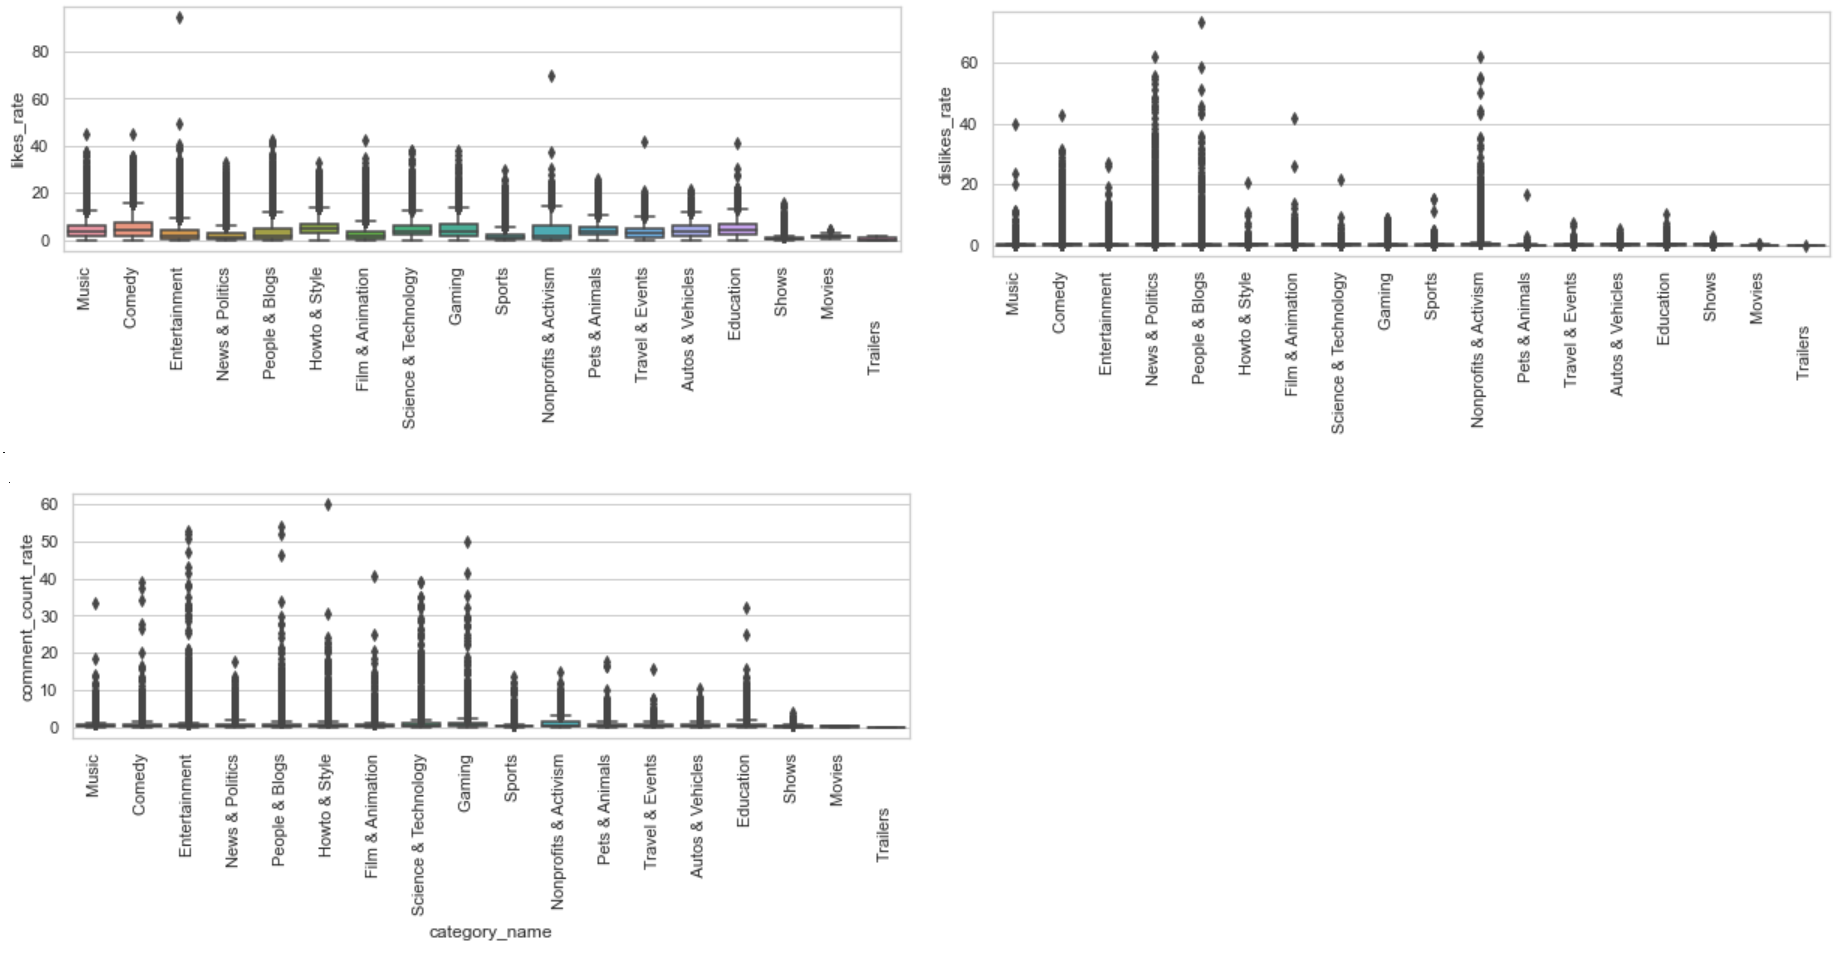 likes_rate
80
60
40
20
0
Music
Comedy
Entertainment
News & Politics
People & Blogs
Howto & Style
Film & Animation
Science & Technology
Gaming
Sports
Nonprofits & Activism
Pets & Animals
Travel & Events
Autos & Vehicles
Education
Shows
Movies
Trailers
dislikes_rate
60
40
20
0
Music
Comedy
Entertainment
News & Politics
People & Blogs
Howto & Style
Film & Animation
Science & Technology
Gaming
Sports
Nonprofits & Activism
Pets & Animals
Travel & Events
Autos & Vehicles
Education
Shows
Movies
Trailers
comment_count_rate
60
50
40
30
20
10
0
Music
Comedy
Entertainment
News & Politics
People & Blogs
Howto & Style
Film & Animation
Science & Technology
Gaming
Sports
Nonprofits & Activism
Pets & Animals
Travel & Events
Autos & Vehicles
Education
Shows
Movies
Trailers
category_name